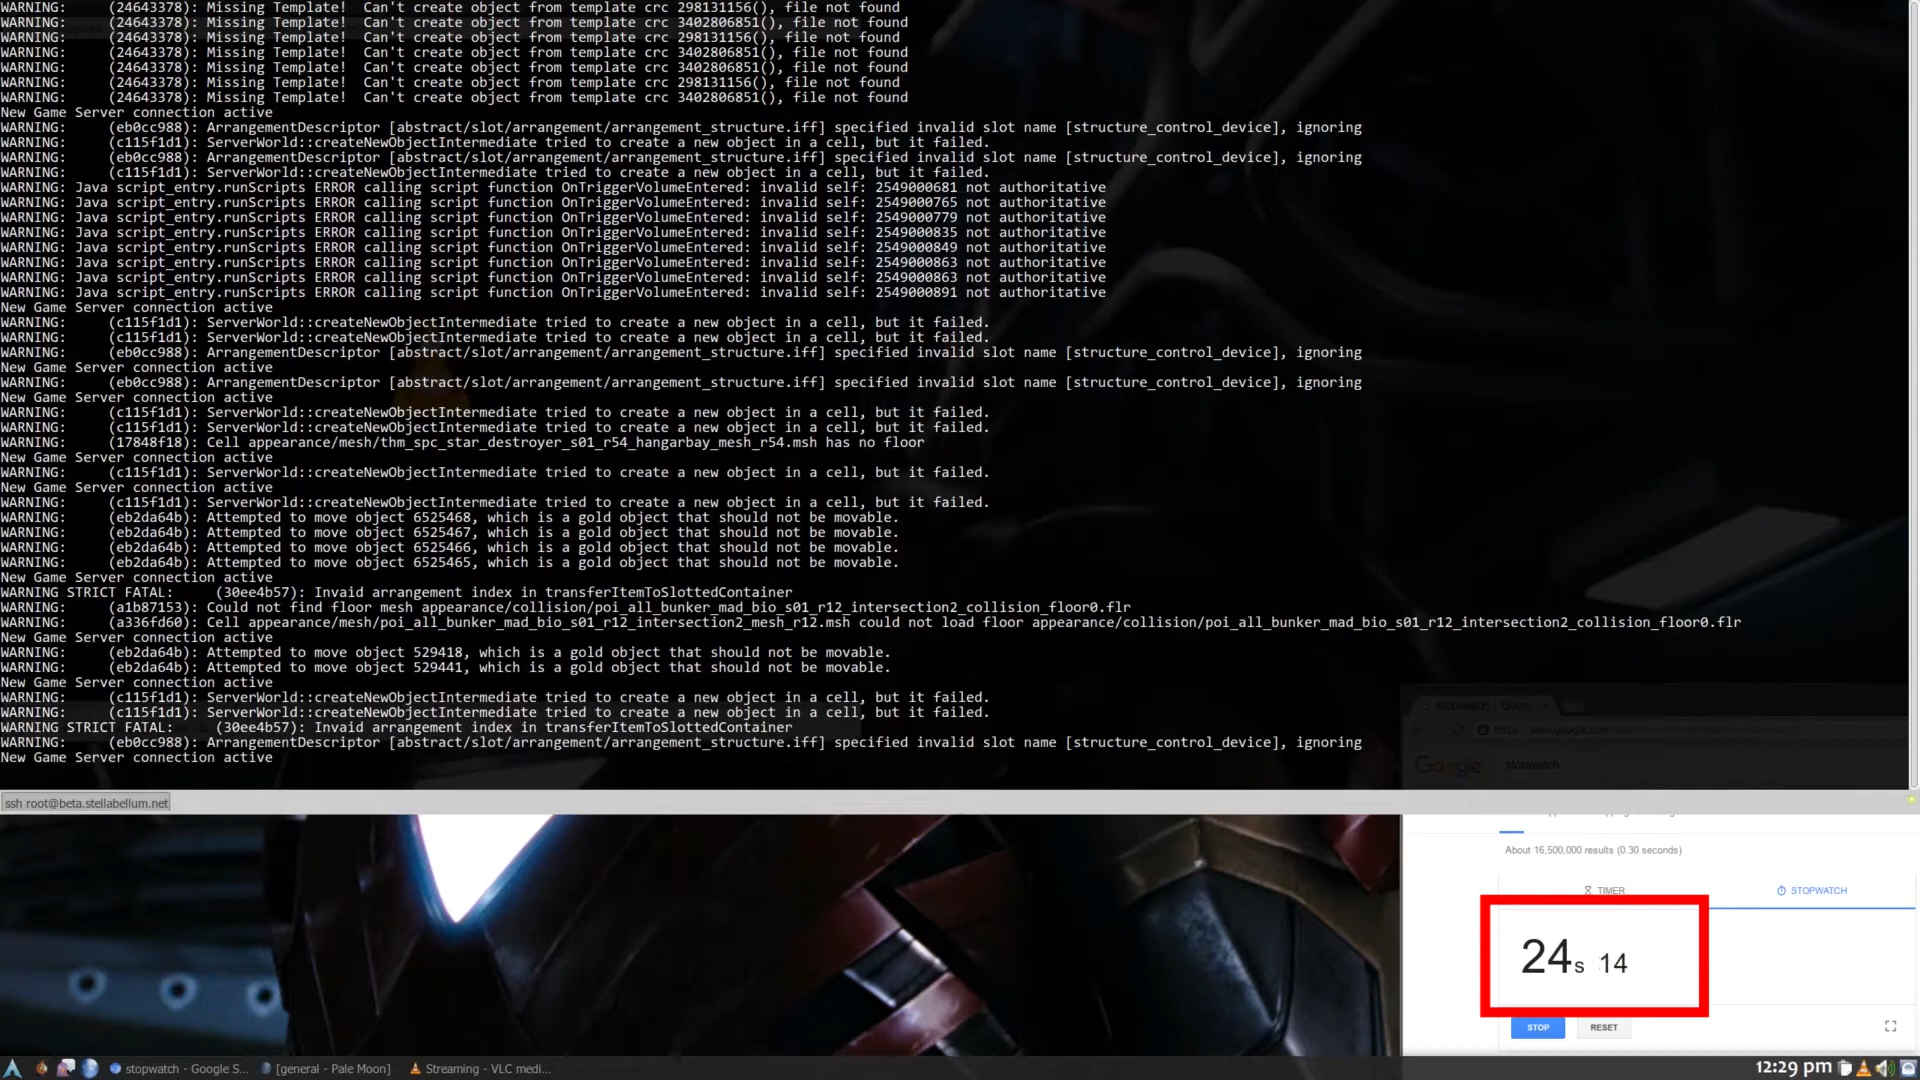 WARNING: (24643378): Missing Template! Can't create object from template crc 298131156(), file not found
WARNING: (24643378): Missing Template! Can't create object from template crc 3402806851(), file not found
WARNING: (24643378): Missing Template! Can't create object from template crc 298131156(), file not found
WARNING: (24643378): Missing Template! Can't create object from template crc 3402806851(), file not found
WARNING: (24643378): Missing Template! Can't create object from template crc 3402806851(), file not found
WARNING: (24643378): Missing Template! Can't create object from template crc 298131156(), file not found
WARNING: (24643378): Missing Template! Can't create object from template crc 3402806851(), file not found
New Game Server connection active
WARNING: (eb0cc988): ArrangementDescriptor [abstract/slot/arrangement/arrangement_structure.iff] specified invalid slot name [structure_control_device], ignoring
WARNING: (c115f1d1): ServerWorld::createNewObjectIntermediate tried to create a new object in a cell, but it failed.
WARNING: (eb0cc988): ArrangementDescriptor [abstract/slot/arrangement/arrangement_structure.iff] specified invalid slot name [structure_control_device], ignoring
WARNING: (c115f1d1): ServerWorld::createNewObjectIntermediate tried to create a new object in a cell, but it failed.
WARNING: Java script_entry.runScripts ERROR calling script function OnTriggerVolumeEntered: invalid self: 2549000681 not authoritative
WARNING: Java script_entry.runScripts ERROR calling script function OnTriggerVolumeEntered: invalid self: 2549000765 not authoritative
WARNING: Java script_entry.runScripts ERROR calling script function OnTriggerVolumeEntered: invalid self: 2549000779 not authoritative
WARNING: Java script_entry.runScripts ERROR calling script function OnTriggerVolumeEntered: invalid self: 2549000835 not authoritative
WARNING: Java script_entry.runScripts ERROR calling script function OnTriggerVolumeEntered: invalid self: 2549000849 not authoritative
WARNING: Java script_entry.runScripts ERROR calling script function OnTriggerVolumeEntered: invalid self: 2549000863 not authoritative
WARNING: Java script_entry.runScripts ERROR calling script function OnTriggerVolumeEntered: invalid self: 2549000863 not authoritative
WARNING: Java script_entry.runScripts ERROR calling script function OnTriggerVolumeEntered: invalid self: 2549000891 not authoritative
New Game Server connection active
WARNING: (c115f1d1): ServerWorld::createNewObjectIntermediate tried to create a new object in a cell, but it failed.
WARNING: (c115f1d1): ServerWorld::createNewObjectIntermediate tried to create a new object in a cell, but it failed.
WARNING: (eb0cc988): ArrangementDescriptor [abstract/slot/arrangement/arrangement_structure.iff] specified invalid slot name [structure_control_device], ignoring
New Game Server connection active
WARNING: (eb0cc988): ArrangementDescriptor [abstract/slot/arrangement/arrangement_structure.iff] specified invalid slot name [structure_control_device], ignoring
New Game Server connection active
WARNING: (c115f1d1): ServerWorld::createNewObjectIntermediate tried to create a new object in a cell, but it failed.
WARNING: (c115f1d1): ServerWorld::createNewObjectIntermediate tried to create a new object in a cell, but it failed.
WARNING: (17848f18): Cell appearance/mesh/thm_spc_star_destroyer_s01_r54_hangarbay_mesh_r54.msh has no floor
New Game Server connection active
WARNING: (c115f1d1): ServerWorld::createNewObjectIntermediate tried to create a new object in a cell, but it failed.
New Game Server connection active
WARNING: (c115f1d1): ServerWorld::createNewObjectIntermediate tried to create a new object in a cell, but it failed.
WARNING: (eb2da64b): Attempted to move object 6525468, which is a gold object that should not be movable.
WARNING: (eb2da64b): Attempted to move object 6525467, which is a gold object that should not be movable.
WARNING: (eb2da64b): Attempted to move object 6525466, which is a gold object that should not be movable.
WARNING: (eb2da64b): Attempted to move object 6525465, which is a gold object that should not be movable.
New Game Server connection active
WARNING STRICT FATAL: (30ee4b57): Invaid arrangement index in transferItemToSlottedContainer
WARNING: (a1b87153): Could not find floor mesh appearance/collision/poi_all_bunker_mad_bio_s01_r12_intersection2_collision_floor0.flr
WARNING: (a336fd60): Cell appearance/mesh/poi_all_bunker_mad_bio_s01_r12_intersection2_mesh_r12.msh could not load floor appearance/collision/poi_all_bunker_mad_bio_s01_r12_intersection2_collision_floor0.flr
New Game Server connection active
WARNING: (eb2da64b): Attempted to move object 529418, which is a gold object that should not be movable.
WARNING: (eb2da64b): Attempted to move object 529441, which is a gold object that should not be movable.
New Game Server connection active
WARNING: (c115f1d1): ServerWorld::createNewObjectIntermediate tried to create a new object in a cell, but it failed.
WARNING: (c115f1d1): ServerWorld::createNewObjectIntermediate tried to create a new object in a cell, but it failed.
WARNING STRICT FATAL: (30ee4b57): Invaid arrangement index in transferItemToSlottedContainer
WARNING: (eb0cc988): ArrangementDescriptor [abstract/slot/arrangement/arrangement_structure.iff] specified invalid slot name [structure_control_device], ignoring
New Game Server connection active
Google stopwatch
ssh root@beta.stellabellum.net
About 16,500,000 results (0.30 seconds)
TIMER STOPWATCH
24s 14
STOP RESET
stopwatch - Google S... [general - Pale Moon] Streaming - VLC medi... 12:29 pm